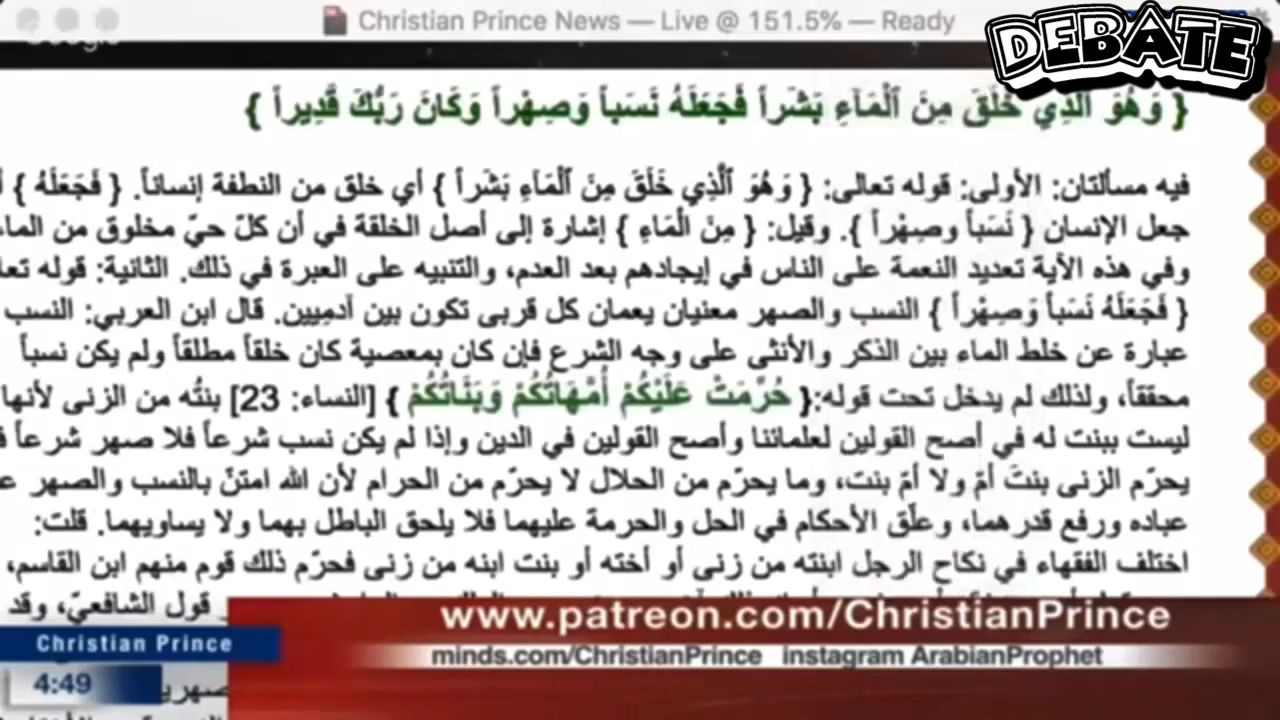 Christian Prince News — Live @ 151.5% — Ready
DEBATE
{ وَهُوَ ٱلَّذِي خَلَقَ مِنَ ٱلْمَآءِ بَشَراً فَجَعَلَهُ نَسَباً وَصِهْراً وَكَانَ رَبُّكَ قَدِيراً }
فيه مسألتان: الأولى: قوله تعالى: { وَهُوَ ٱلَّذِي خَلَقَ مِنَ ٱلْمَآءِ بَشَراً } أي خلق من النطفة إنساناً. { فَجَعَلَهُ }
جعل الإنسان { نَسَباً وصِهْراً }. وقيل: { مِنَ الْمَاءِ } إشارة إلى أصل الخلقة في أن كلّ حيّ مخلوق من
وفي هذه الآية تعديد النعمة على الناس في إيجادهم بعد العدم، والتنبيه على العبرة في ذلك. الثانية: قوله
{ فَجَعَلَهُ نَسَباً وَصِهْراً } النسب والصهر معنيان يعمان كل قربى تكون بين آدمِيين. قال ابن العربي: النسب
عبارة عن خلط الماء بين الذكر والأنثى على وجه الشرع فإن كان بمعصية كان خلقاً مطلقاً ولم يكن نسباً
محققاً، ولذلك لم يدخل تحت قوله:{ حُرِّمَتْ عَلَيْكُمْ أُمَّهَاتُكُمْ وَبَنَاتُكُمْ } [النساء: 23] بنتُه من الزنى لأنها
ليست ببنت له في أصح القولين لعلمائنا وأصح القولين في الدين وإذا لم يكن نسب شرعاً فلا صهر شرعاً
يحرّم الزنى بنتَ أمّ ولا أمّ بنت، وما يحرّم من الحلال لا يحرّم من الحرام لأن الله امتنّ بالنسب والصهر
عباده ورفع قدرهما، وعلّق الأحكام في الحل والحرمة عليهما فلا يلحق الباطل بهما ولا يساويهما. قلت:
اختلف الفقهاء في نكاح الرجل ابنته من زنى أو أخته أو بنت ابنه من زنى فحرّم ذلك قوم منهم ابن القاسم،
قول الشافعيّ، وقد
www.patreon.com/ChristianPrince
Christian Prince
minds.com/ChristianPrince instagram ArabianProphet
4:49